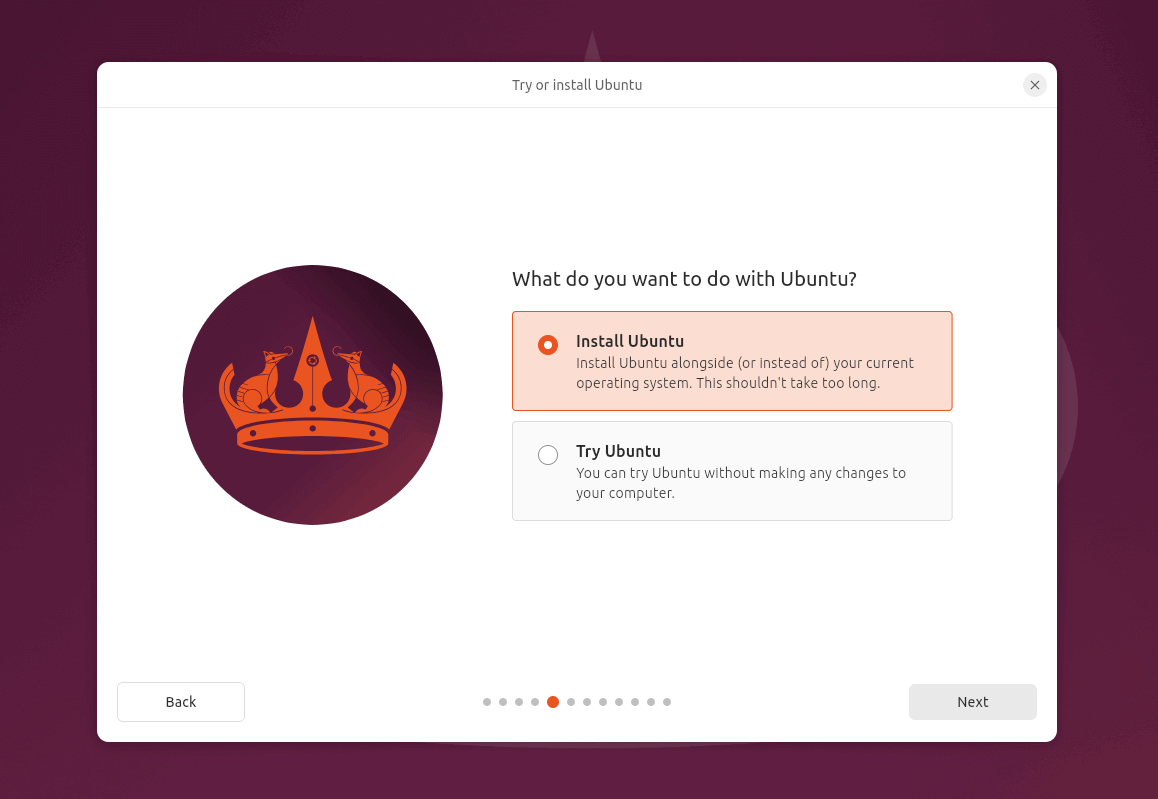 Try or install Ubuntu
What do you want to do with Ubuntu?
Install Ubuntu
Install Ubuntu alongside (or instead of) your current
operating system. This shouldn't take too long.
Try Ubuntu
You can try Ubuntu without making any changes to
your computer.
Back
Next